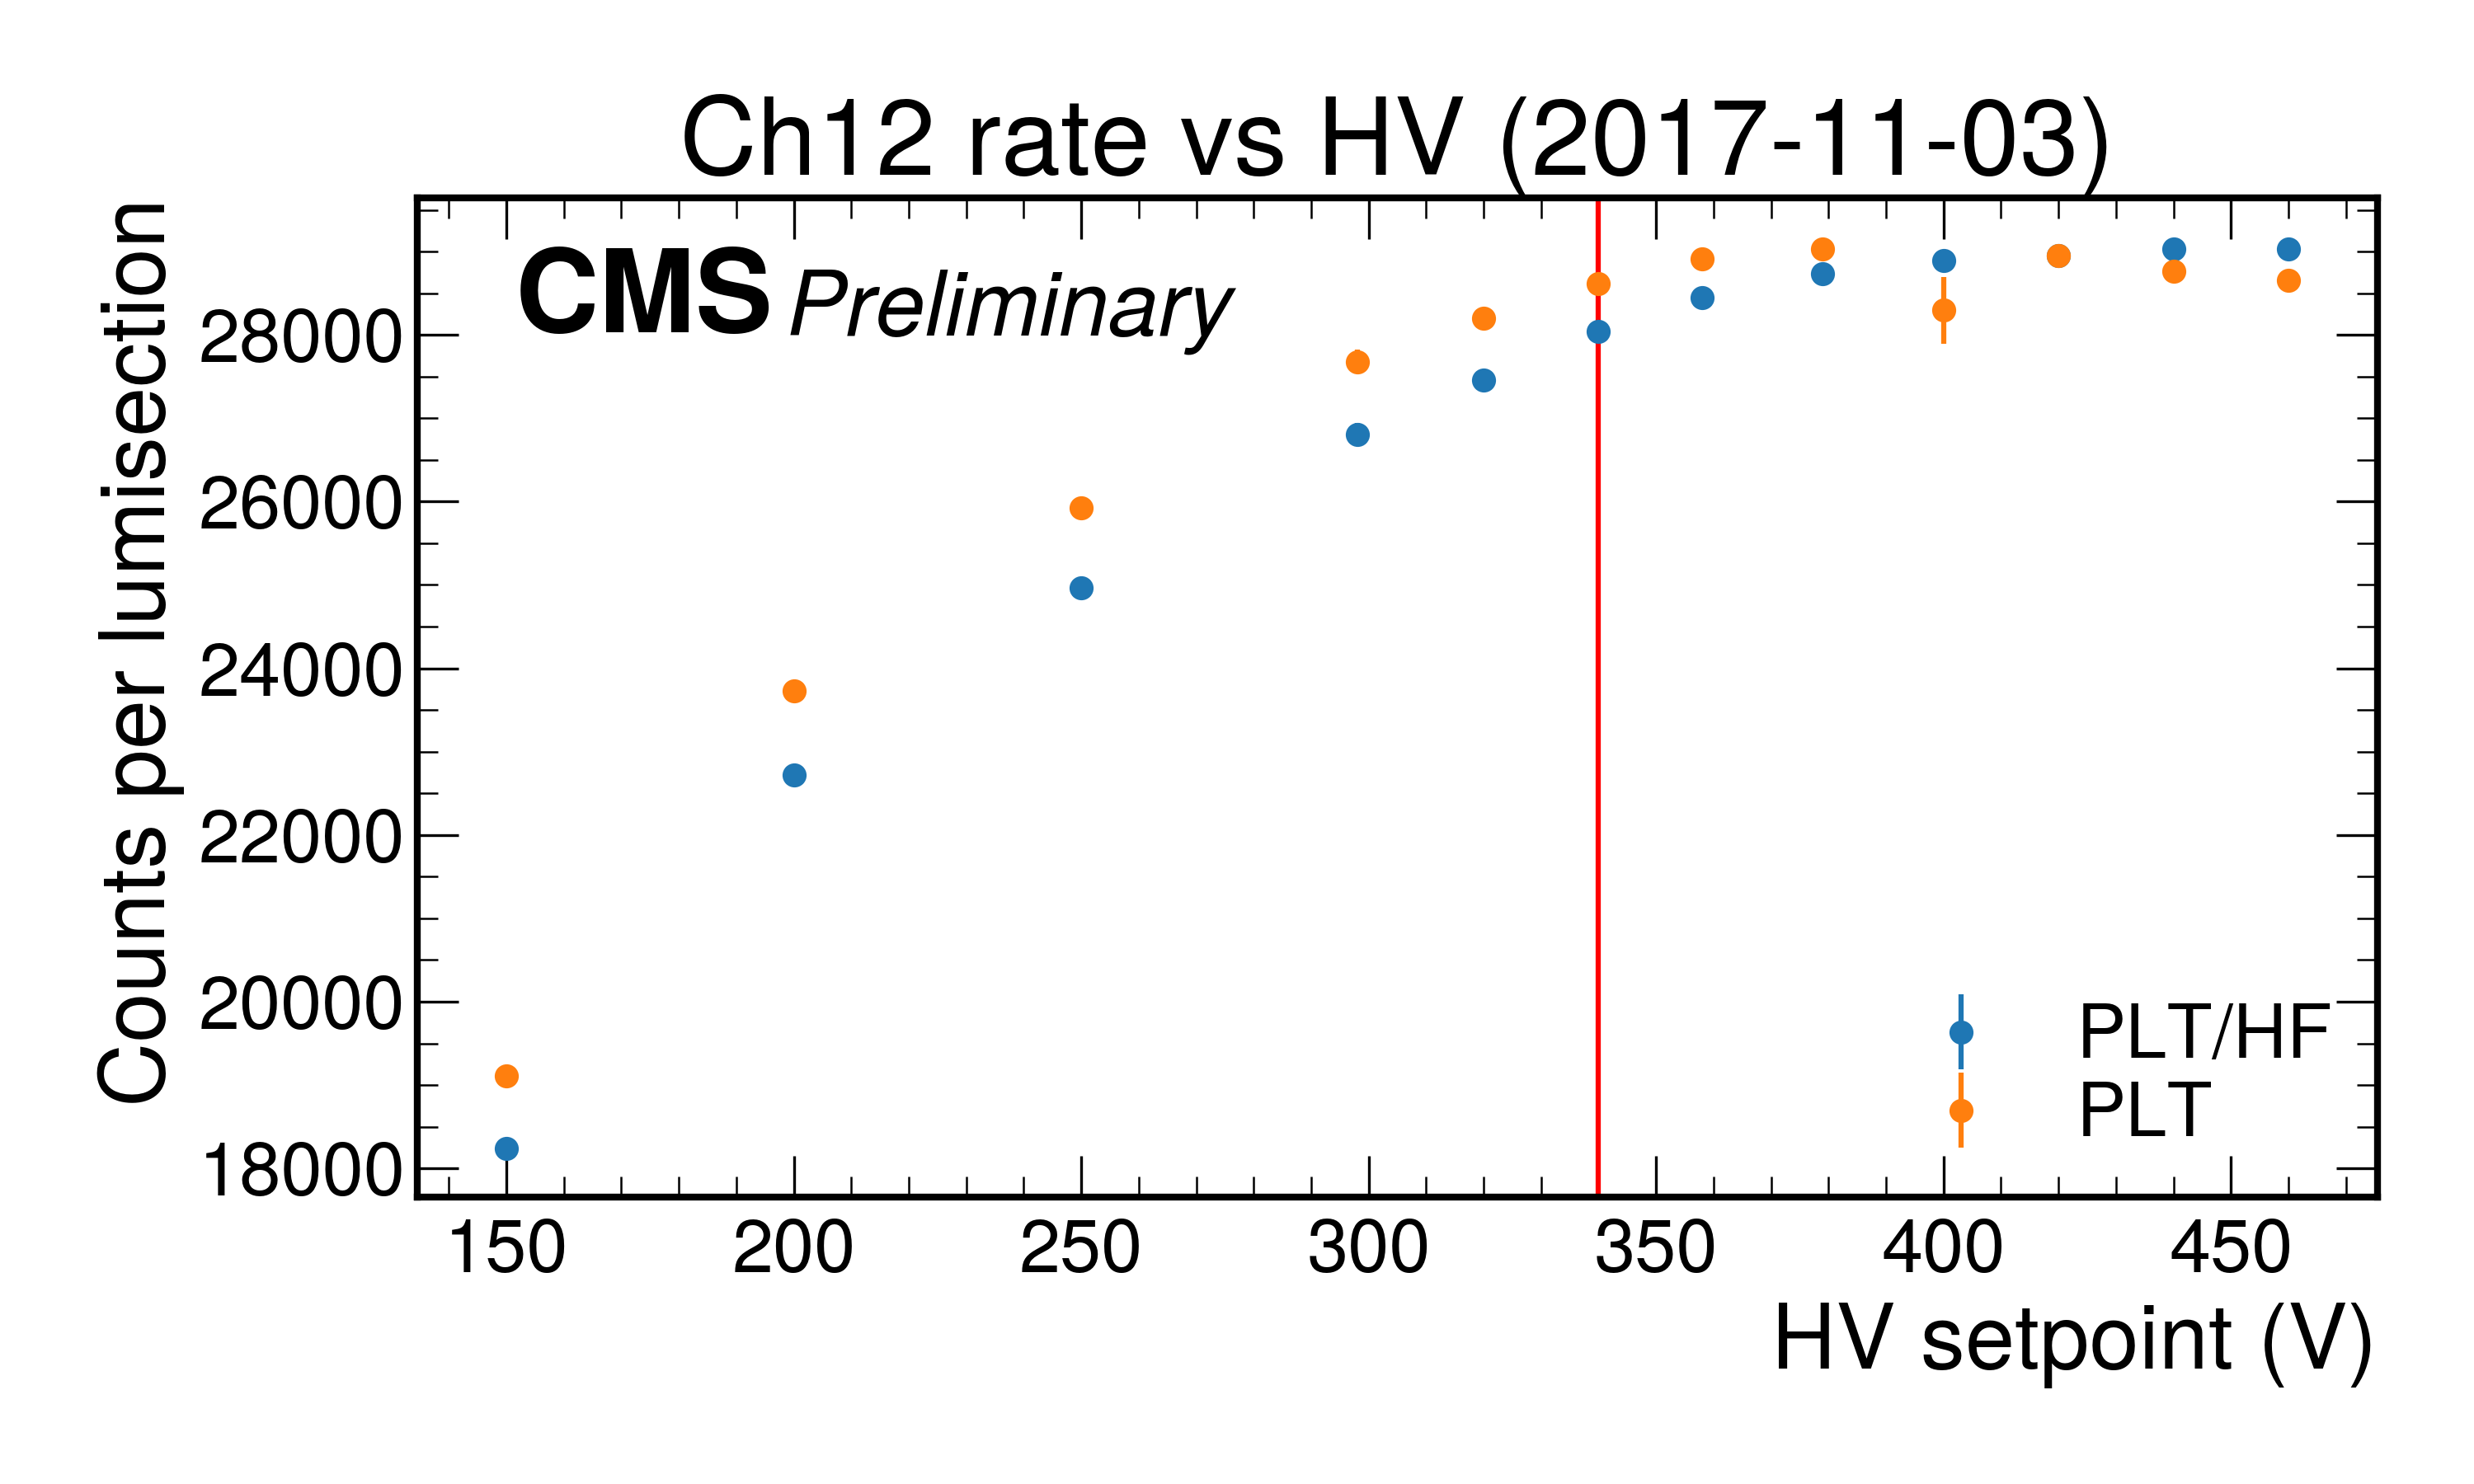 Ch12 rate vs HV (2017-11-03)
CMS Preliminary
Counts per lumisection
28000
26000
24000
22000
20000
18000
PLT/HF
PLT
150 200 250 300 350 400 450
HV setpoint (V)